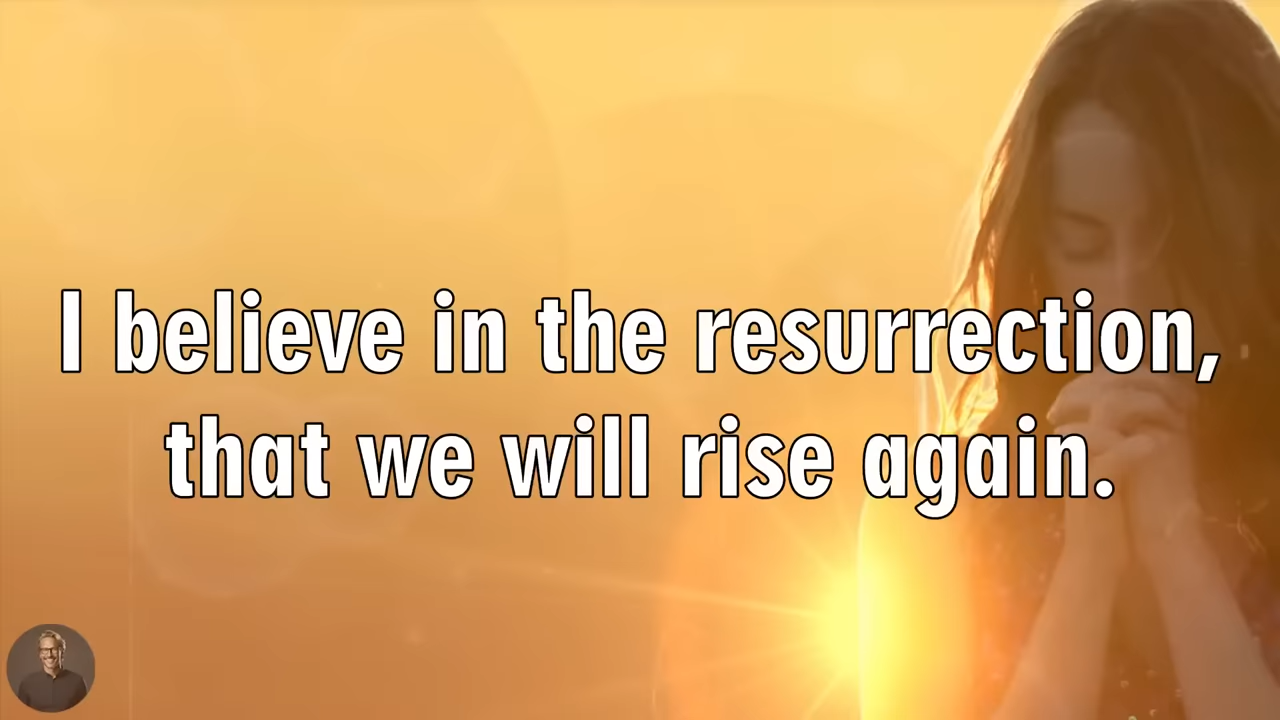 I believe in the resurrection,
that we will rise again.